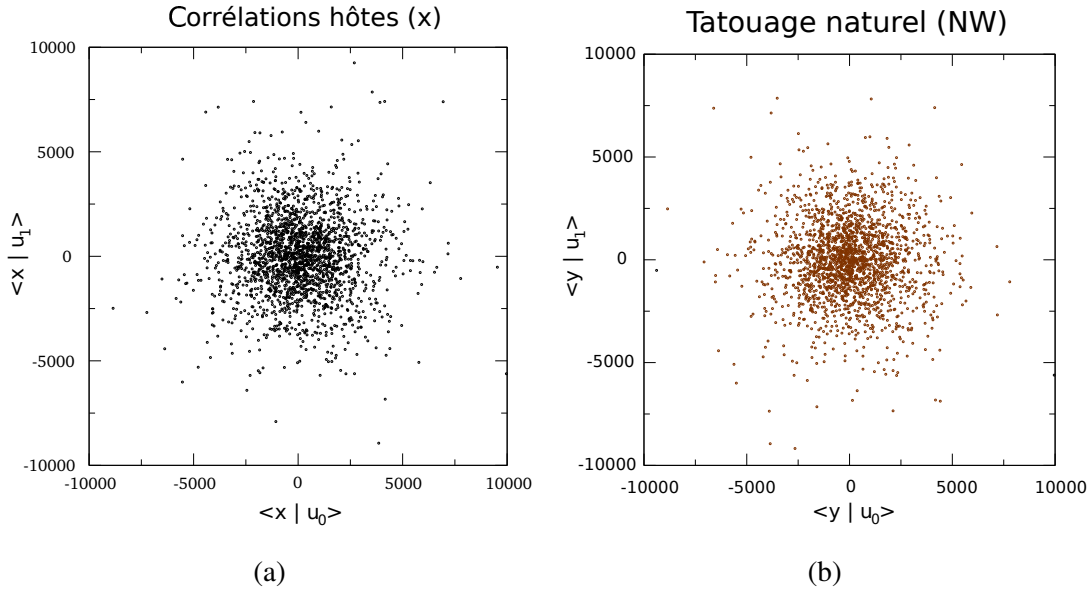 Corrélations hôtes (x)
10000
5000
0
-5000
-10000
-10000 -5000 0 5000 10000
<x | u1>
<x | u0>
(a)
Tatouage naturel (NW)
10000
5000
0
-5000
-10000
-10000 -5000 0 5000 10000
<y | u1>
<y | u0>
(b)